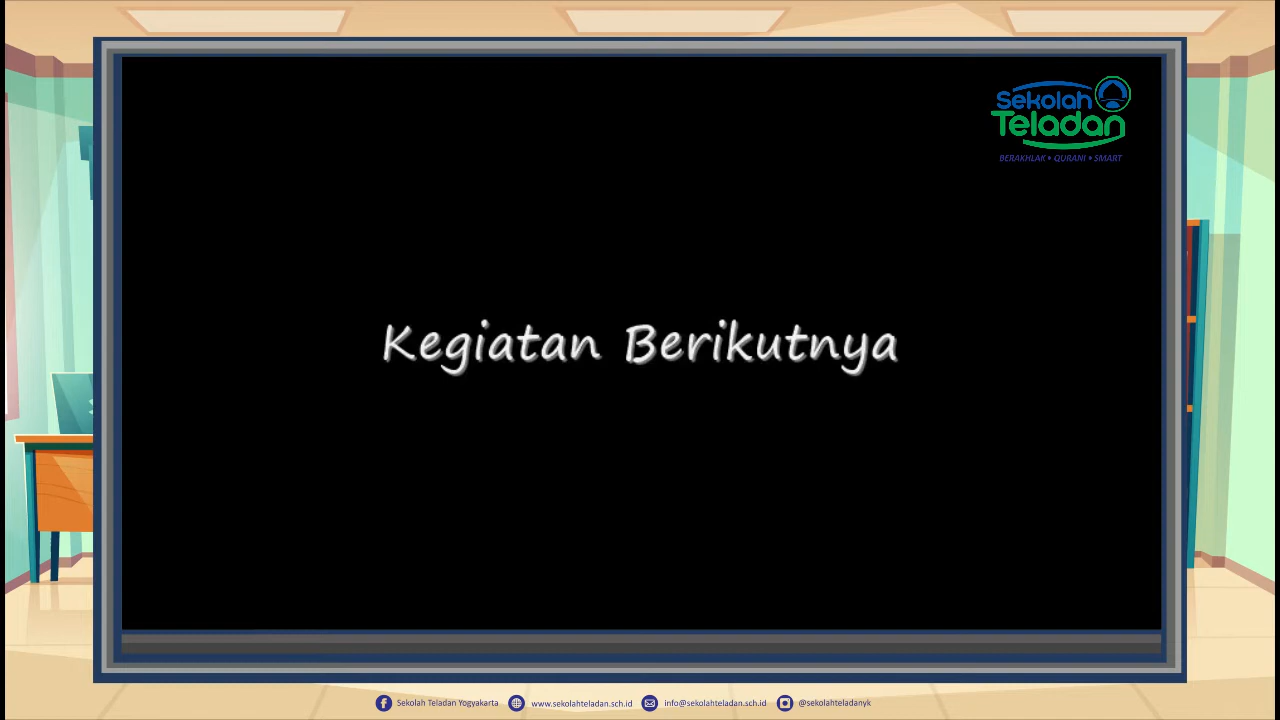 Sekolah
Teladan
BERAKHLAK • QURANI • SMART
Kegiatan Berikutnya
Sekolah Teladan Yogyakarta www.sekolahteladan.sch.id info@sekolahteladan.sch.id @sekolahteladanyk